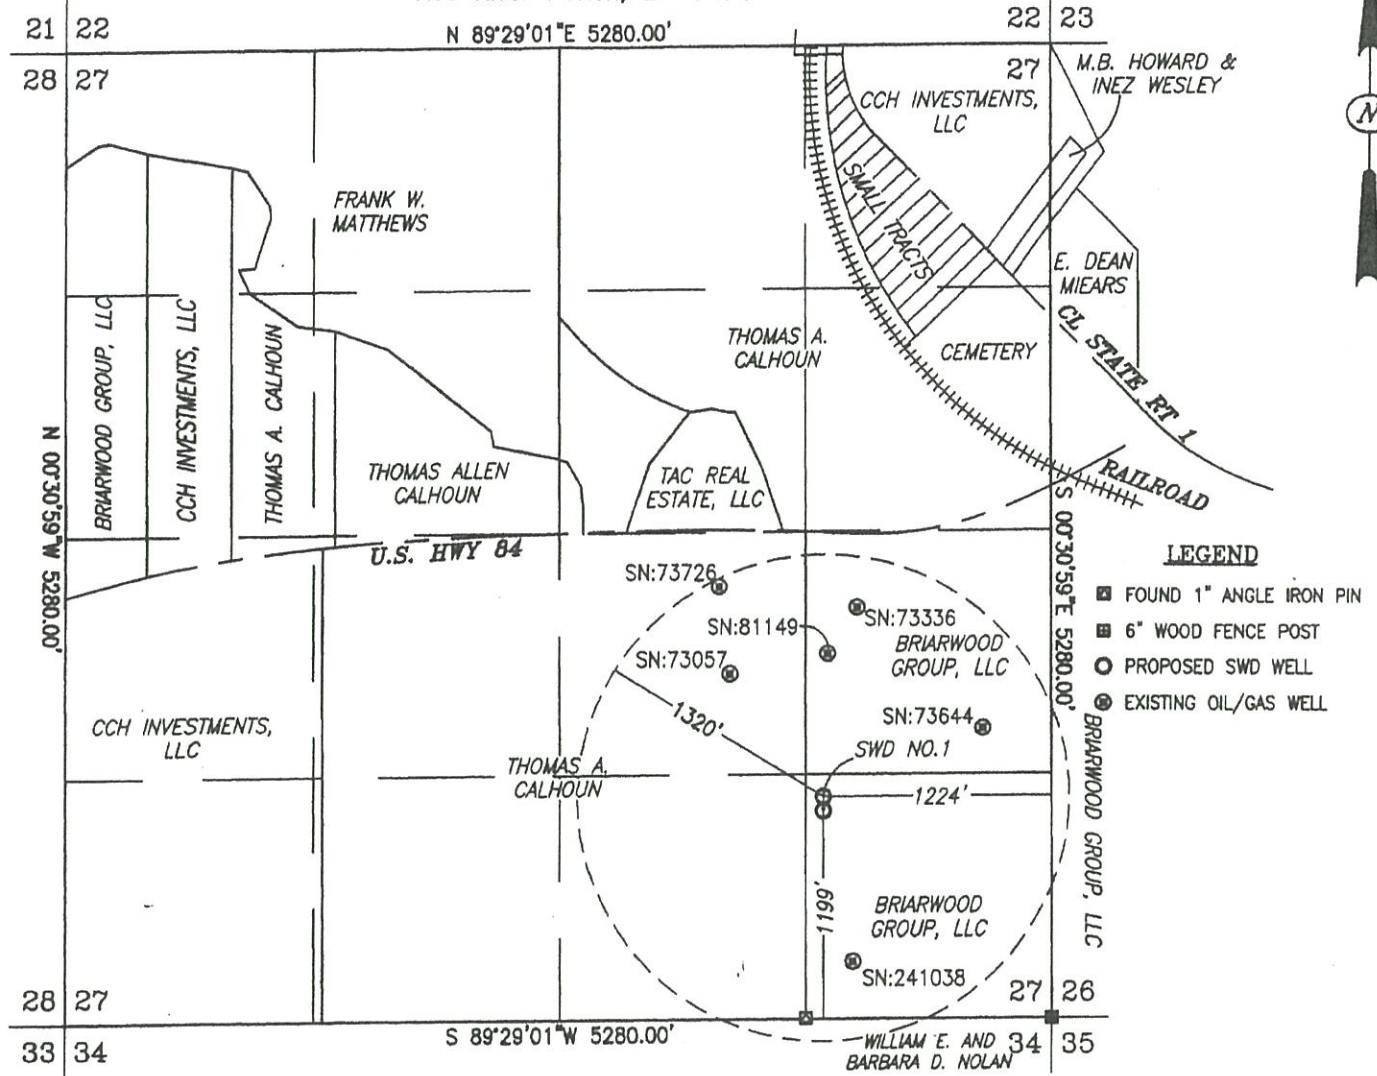 21 22
N 89°29'01"E 5280.00'
22 23
28 27
27
M.B. HOWARD &
INEZ WESLEY
CCH INVESTMENTS,
LLC
N
FRANK W.
MATTHEWS
SMALL TRACTS
E. DEAN
MIEARS
BRIARWOOD GROUP, LLC
CCH INVESTMENTS, LLC
THOMAS A. CALHOUN
THOMAS A.
CALHOUN
CEMETERY
CL STATE RT 1
N 00°30'59"W 5280.00'
THOMAS ALLEN
CALHOUN
TAC REAL
ESTATE, LLC
RAILROAD
S 00°30'59"E 5280.00'
U.S. HWY 84
LEGEND
FOUND 1" ANGLE IRON PIN
6" WOOD FENCE POST
PROPOSED SWD WELL
EXISTING OIL/GAS WELL
SN:73726
SN:73336
SN:81149
BRIARWOOD
GROUP, LLC
SN:73057
1320'
SN:73644
SWD NO.1
CCH INVESTMENTS,
LLC
THOMAS A.
CALHOUN
1224'
BRIARWOOD GROUP, LLC
1199'
BRIARWOOD
GROUP, LLC
SN:241038
28 27
27 26
S 89°29'01"W 5280.00'
33 34
WILLIAM E. AND
BARBARA D. NOLAN
34 35